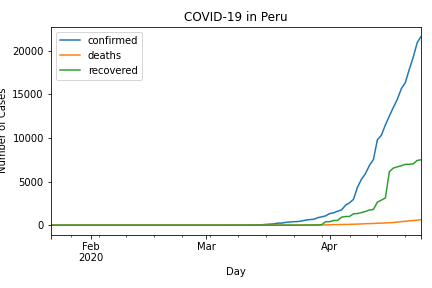 COVID-19 in Peru
confirmed
deaths
recovered
20000
15000
10000
5000
0
Number of Cases
Feb
2020
Mar
Apr
Day